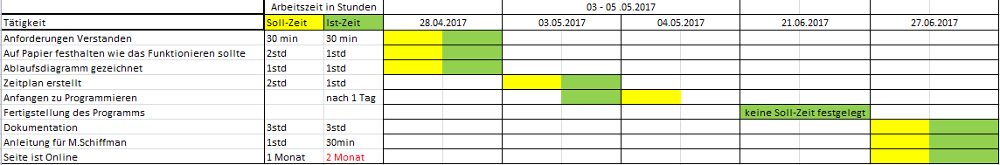 Arbeitszeit in Stunden 03 - 05 .05.2017
Tätigkeit Soll-Zeit Ist-Zeit 28.04.2017 03.05.2017 04.05.2017 21.06.2017 27.06.2017
Anforderungen Verstanden 30 min 30 min
Auf Papier festhalten wie das Funktionieren sollte 2std 1std
Ablaufsdiagramm gezeichnet 1std 1std
Zeitplan erstellt 2std 1std
Anfangen zu Programmieren nach 1 Tag
Fertigstellung des Programms keine Soll-Zeit festgelegt
Dokumentation 3std 3std
Anleitung für M.Schiffman 1std 30min
Seite ist Online 1 Monat 2 Monat